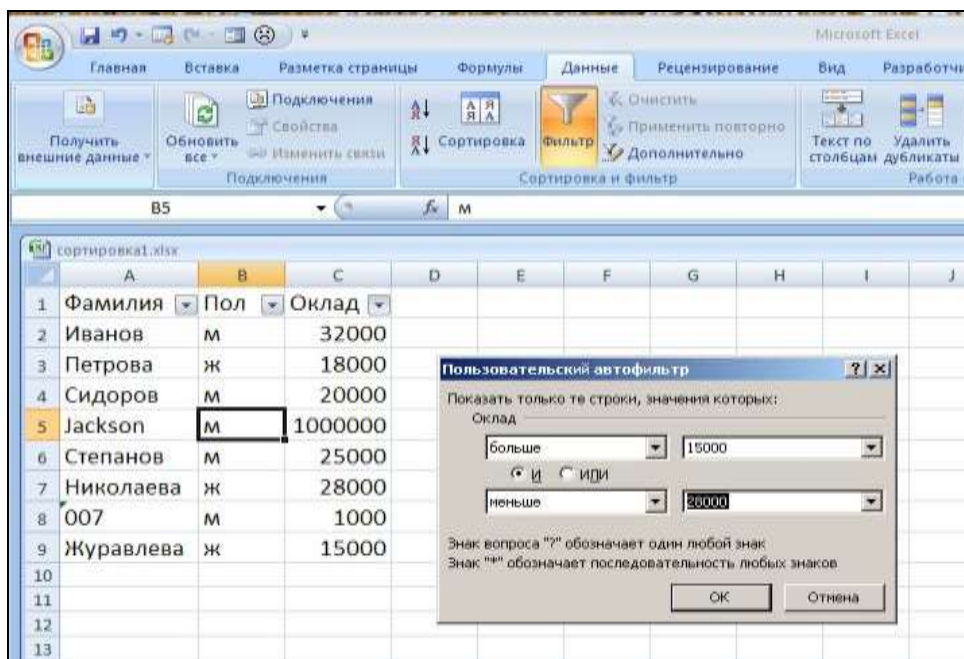 Microsoft Excel
Главная Вставка Разметка страницы Формулы Данные Рецензирование Вид Разработчи
Получить внешние данные
Обновить все
Подключения
Свойства
Изменить связи
Подключения
Сортировка
Фильтр
Очистить
Применить повторно
Дополнительно
Сортировка и фильтр
Текст по столбцам
Удалить дубликаты
Работа
B5 fx м
сортировка1.xlsx
A B C D E F G H I J
1 Фамилия Пол Оклад
2 Иванов м 32000
3 Петрова ж 18000
4 Сидоров м 20000
5 Jackson м 1000000
6 Степанов м 25000
7 Николаева ж 28000
8 007 м 1000
9 Журавлева ж 15000
10
11
12
13
Пользовательский автофильтр
Показать только те строки, значения которых:
Оклад
больше 15000
И ИЛИ
меньше 28000
Знак вопроса "?" обозначает один любой знак
Знак "*" обозначает последовательность любых знаков
ОК Отмена